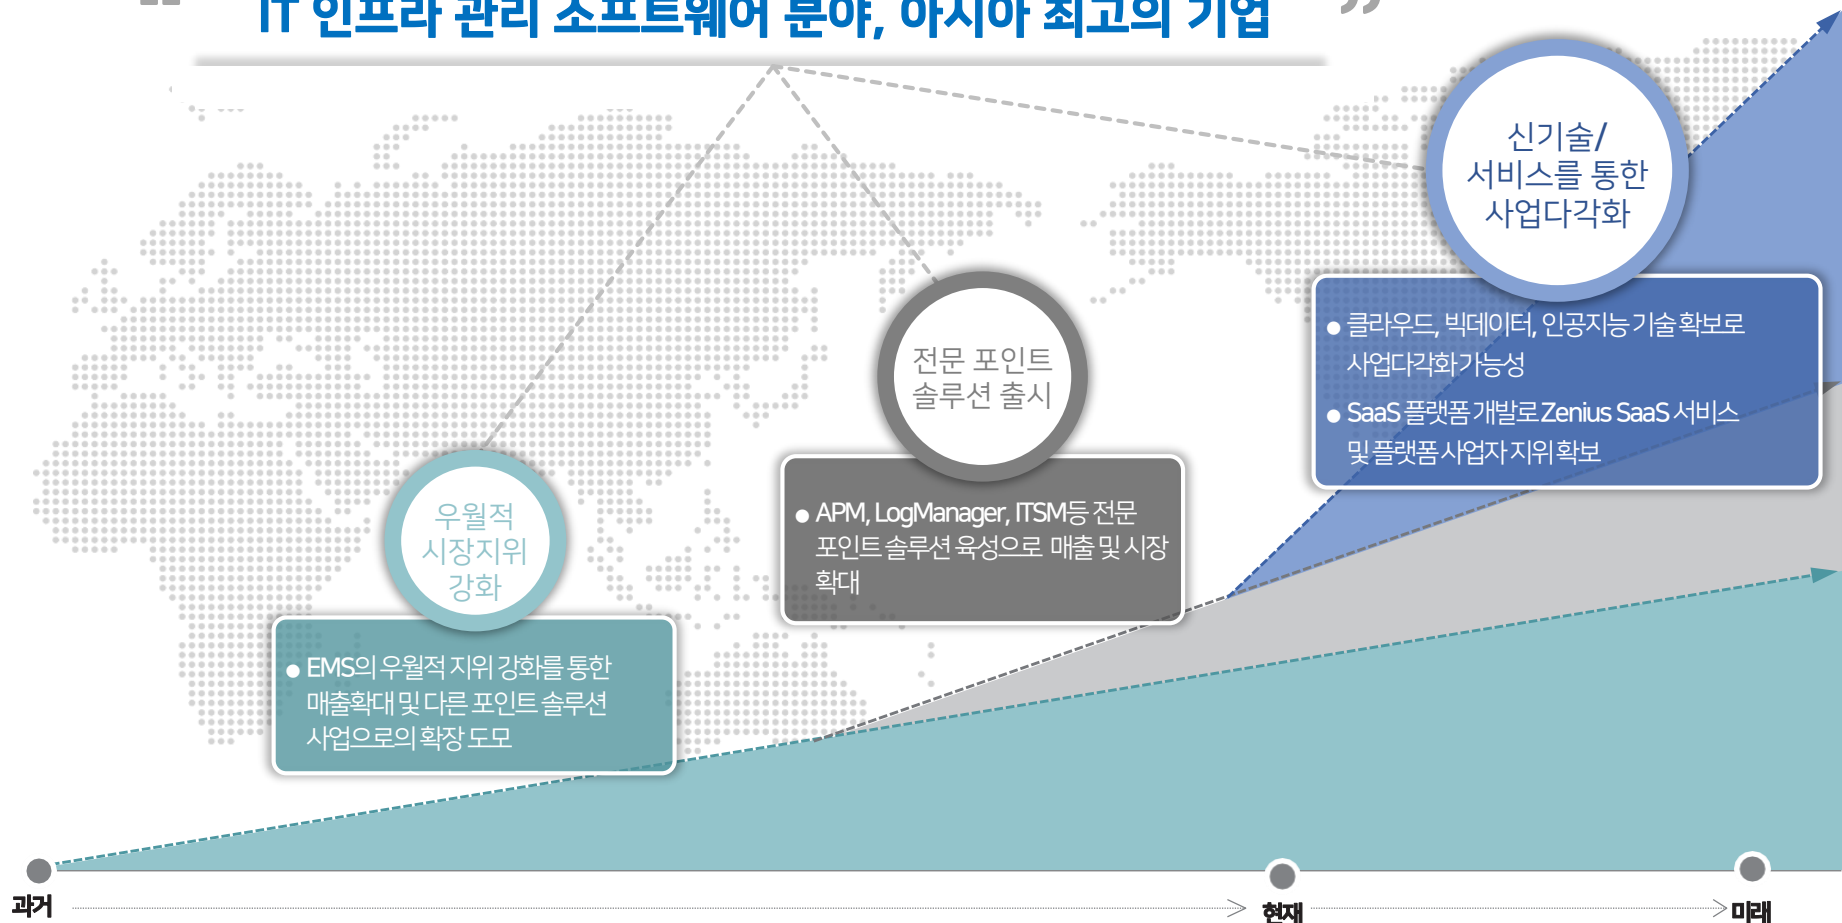 “ IT 인프라 관리 소프트웨어 분야, 아시아 최고의 기업 ”
신기술/
서비스를 통한
사업다각화
● 클라우드, 빅데이터, 인공지능 기술 확보로
사업다각화 가능성
● SaaS 플랫폼 개발로 Zenius SaaS 서비스
및 플랫폼 사업자 지위 확보
전문 포인트
솔루션 출시
● APM, LogManager, ITSM등 전문
포인트 솔루션 육성으로 매출 및 시장
확대
우월적
시장지위
강화
● EMS의 우월적 지위 강화를 통한
매출확대 및 다른 포인트 솔루션
사업으로의 확장 도모
과거
현재
미래